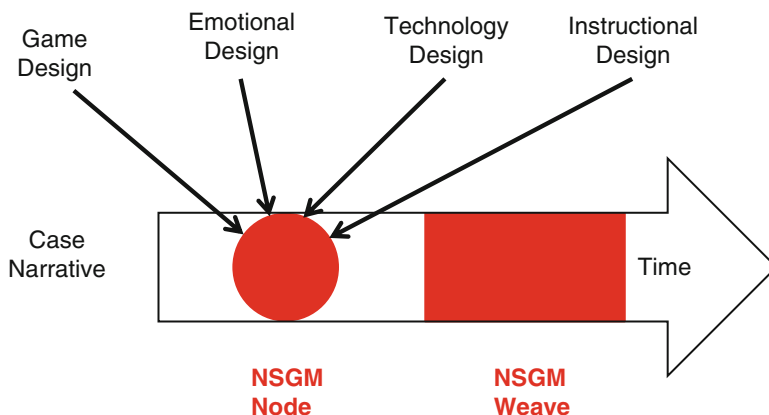 Game
Design
Emotional
Design
Technology
Design
Instructional
Design
Case
Narrative
Time
NSGM
Node
NSGM
Weave